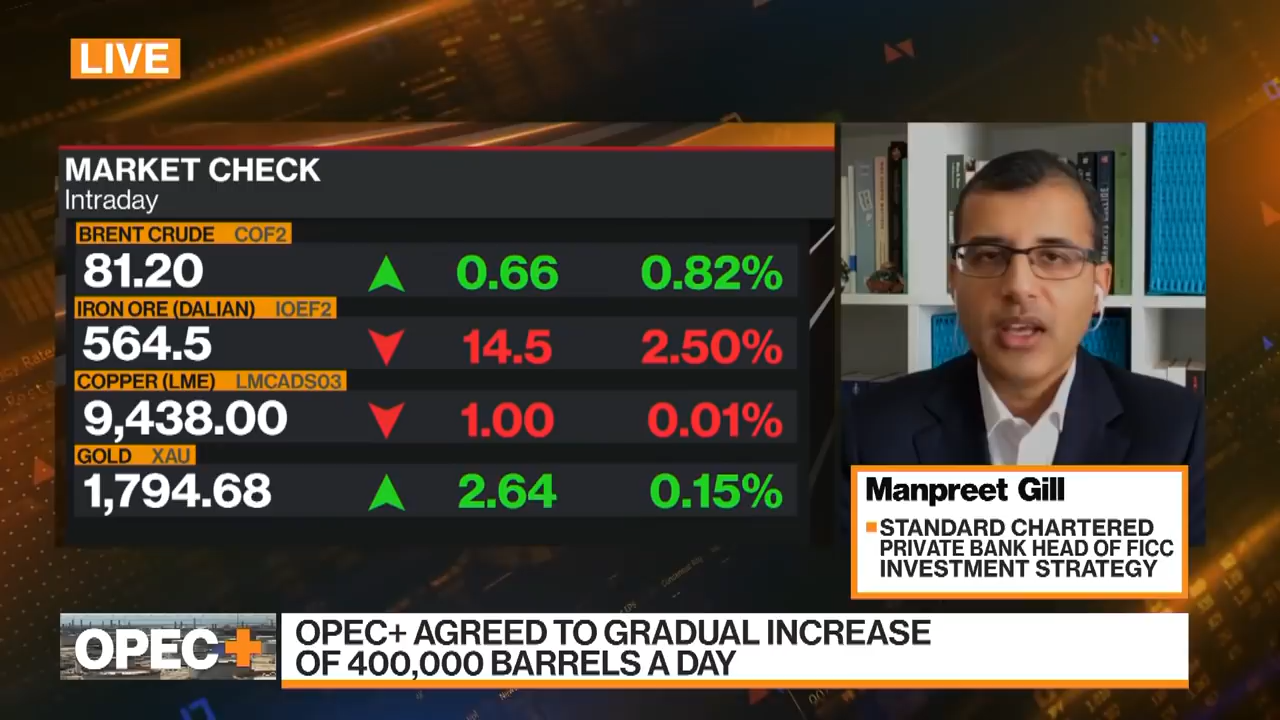 LIVE
MARKET CHECK
Intraday
BRENT CRUDE COF2
81.20 0.66 0.82%
IRON ORE (DALIAN) IOEF2
564.5 14.5 2.50%
COPPER (LME) LMCADS03
9,438.00 1.00 0.01%
GOLD XAU
1,794.68 2.64 0.15%
Manpreet Gill
STANDARD CHARTERED
PRIVATE BANK HEAD OF FICC
INVESTMENT STRATEGY
OPEC+
OPEC+ AGREED TO GRADUAL INCREASE
OF 400,000 BARRELS A DAY